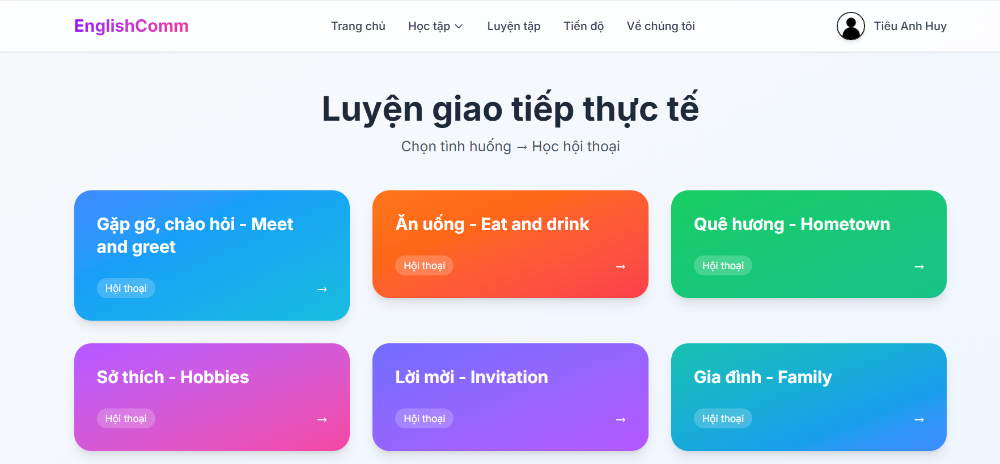 EnglishComm
Trang chủ
Học tập
Luyện tập
Tiến độ
Về chúng tôi
Tiêu Anh Huy
Luyện giao tiếp thực tế
Chọn tình huống → Học hội thoại
Gặp gỡ, chào hỏi - Meet
and greet
Hội thoại
→
Ăn uống - Eat and drink
Hội thoại
→
Quê hương - Hometown
Hội thoại
→
Sở thích - Hobbies
Hội thoại
→
Lời mời - Invitation
Hội thoại
→
Gia đình - Family
Hội thoại
→